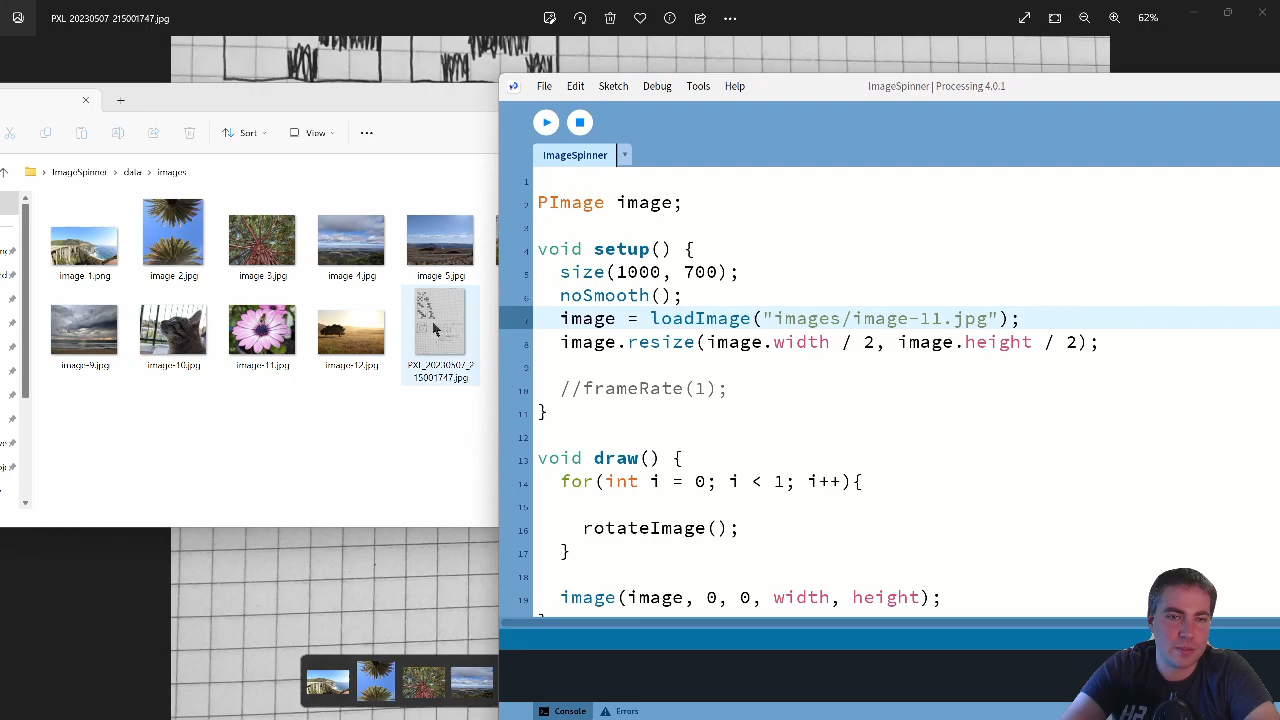 PXL 20230507 215001747.jpg
62%
File Edit Sketch Debug Tools Help
ImageSpinner | Processing 4.0.1
Sort
View
ImageSpinner
ImageSpinner > data > images
1
2 PImage image;
3
4 void setup() {
5 size(1000, 700);
6 noSmooth();
7 image = loadImage("images/image-11.jpg");
8 image.resize(image.width / 2, image.height / 2);
9
10 //frameRate(1);
11 }
12
13 void draw() {
14 for(int i = 0; i < 1; i++){
15
16 rotateImage();
17 }
18
19 image(image, 0, 0, width, height);
image-1.png
image-2.jpg
image-3.jpg
image-4.jpg
image-5.jpg
image-9.jpg
image-10.jpg
image-11.jpg
image-12.jpg
PXL_20230507_2
15001747.jpg
Console
Errors